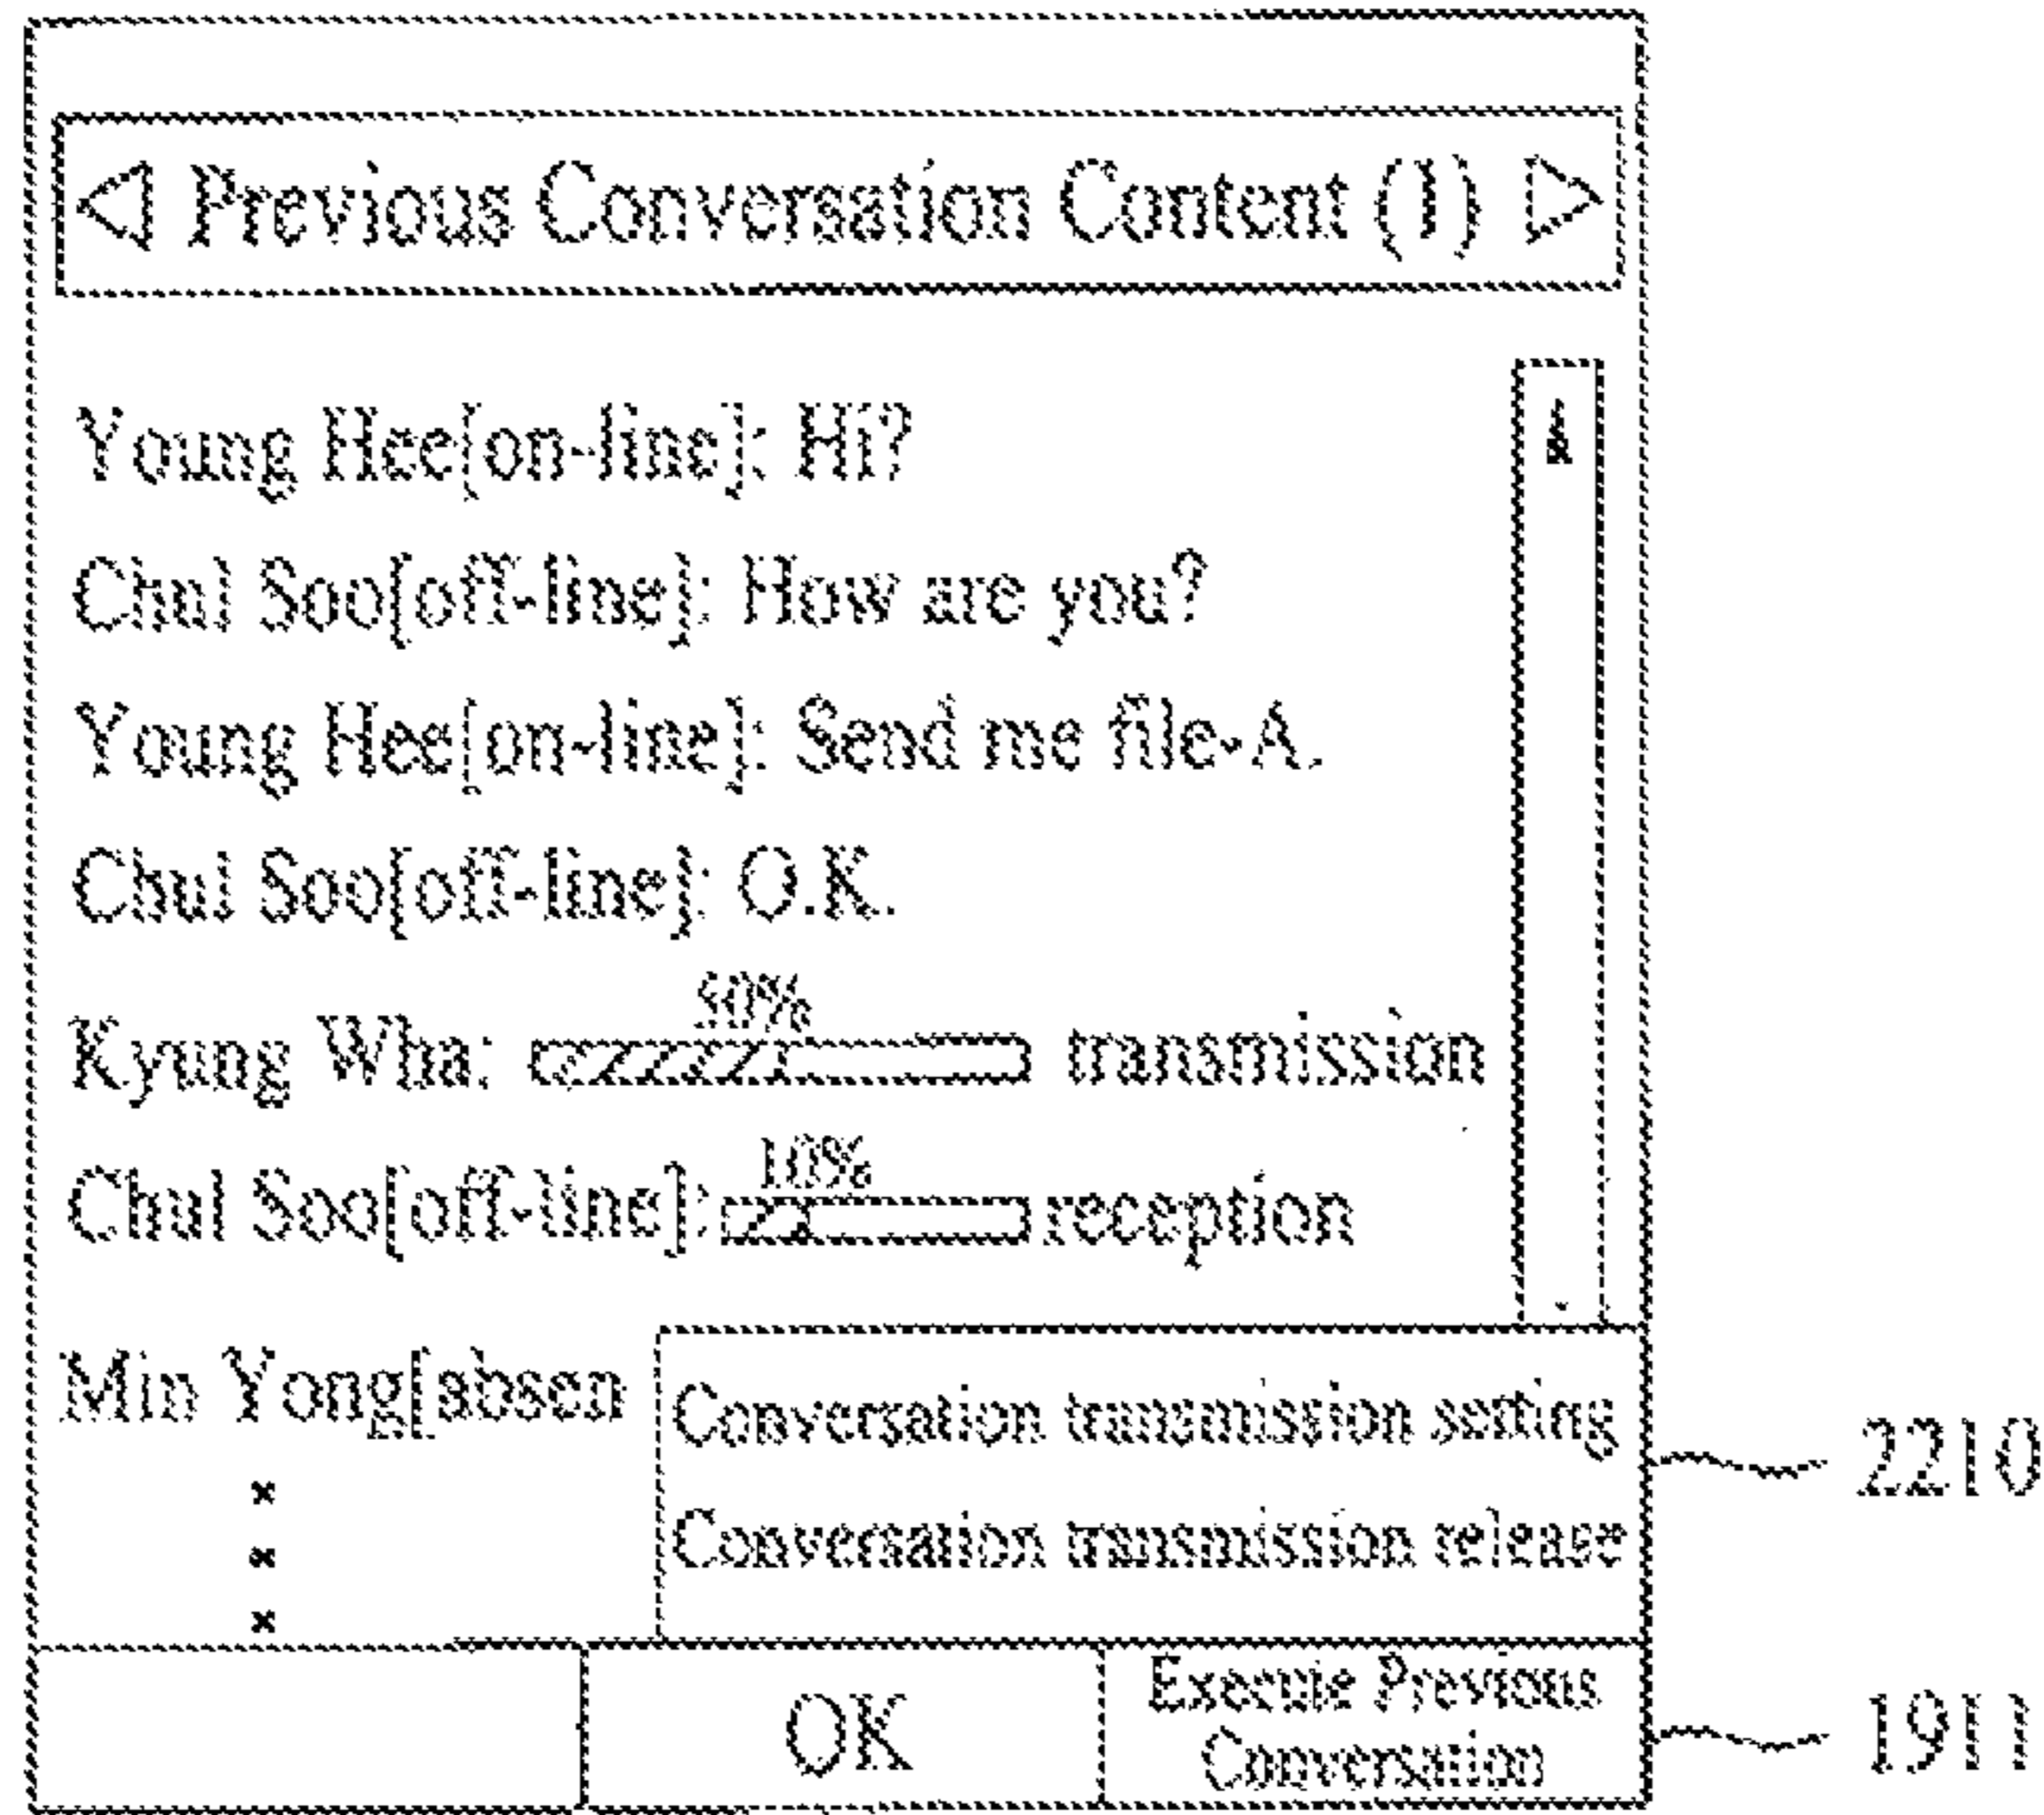 ◁ Previous Conversation Content (1) ▷
Young Hee[on-line]: Hi?
Chul Soo[off-line]: How are you?
Young Hee[on-line]: Send me file-A.
Chul Soo[off-line]: O.K.
50%
Kyung Wha: transmission
10%
Chul Soo[off-line]: reception
Min Yong[absen
Conversation transmission setting
2210
Conversation transmission release
OK
Execute Previous
Conversation
1911